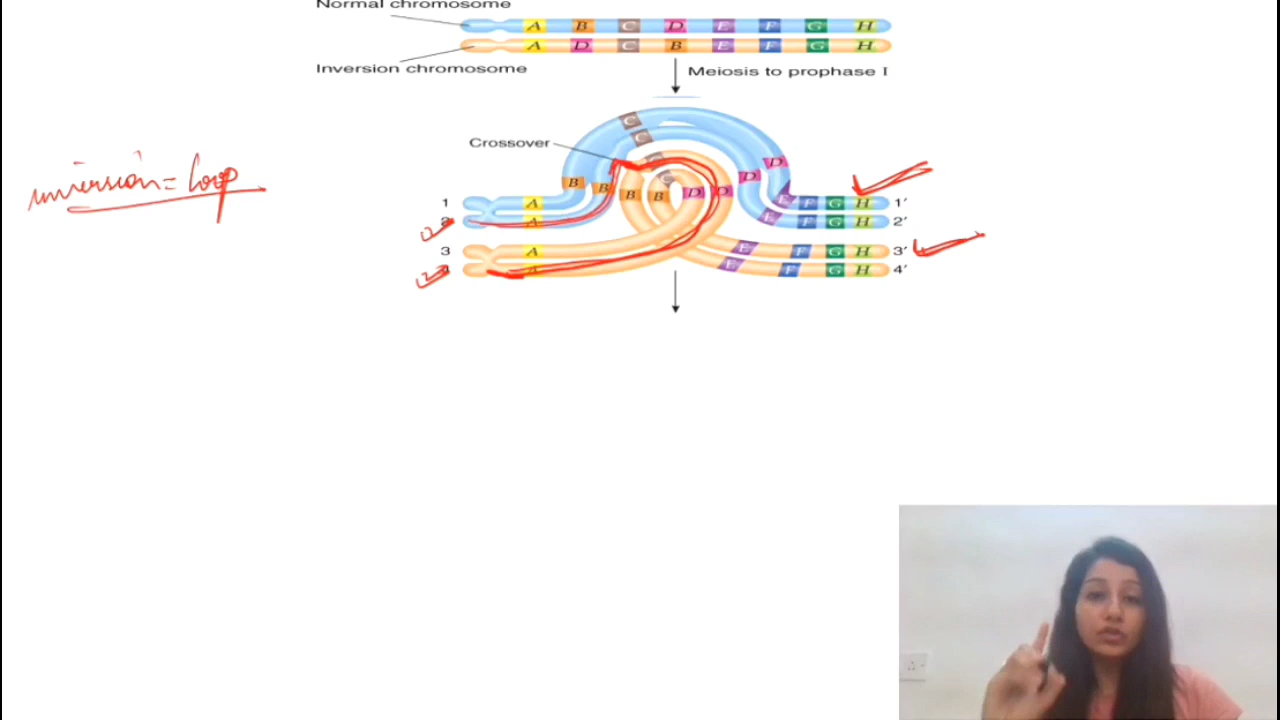 Normal chromosome
A B C D E F G H
A D C B E F G H
Inversion chromosome
Meiosis to prophase I
inversion = loop
Crossover
C
C
C
C
D
D
B B B B D D
1 A E F G H 1'
2 A E F G H 2'
3 A E F G H 3'
4 A E F G H 4'